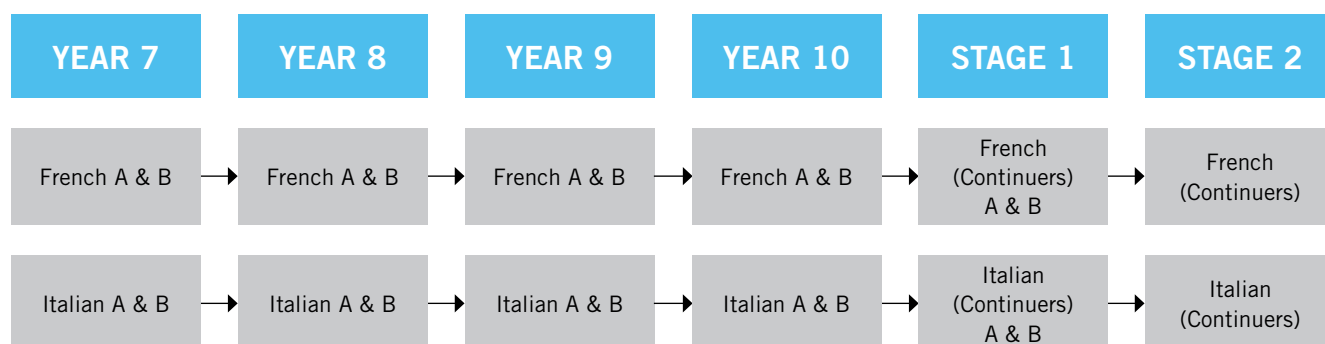 YEAR 7
YEAR 8
YEAR 9
YEAR 10
STAGE 1
STAGE 2
French A & B
French A & B
French A & B
French A & B
French
(Continuers)
A & B
French
(Continuers)
Italian A & B
Italian A & B
Italian A & B
Italian A & B
Italian
(Continuers)
A & B
Italian
(Continuers)